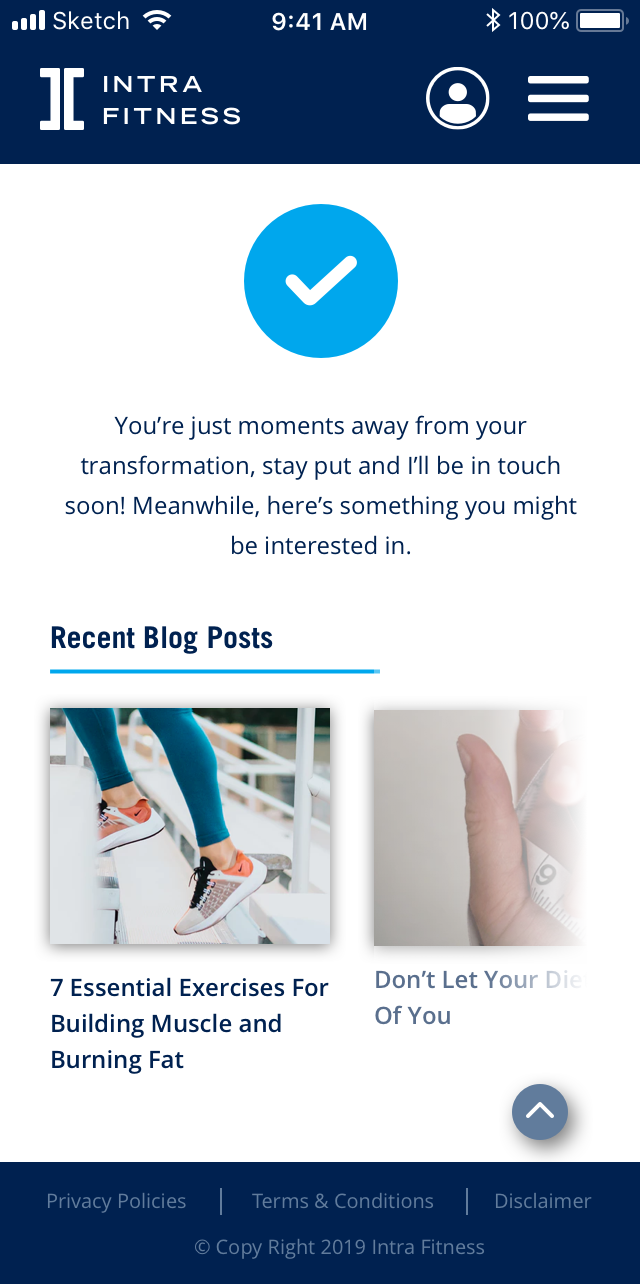 Sketch 9:41 AM 100%
INTRA
FITNESS
You’re just moments away from your
transformation, stay put and I’ll be in touch
soon! Meanwhile, here’s something you might
be interested in.
Recent Blog Posts
9
7 Essential Exercises For
Building Muscle and
Burning Fat
Don’t Let Your Die
Of You
Privacy Policies | Terms & Conditions | Disclaimer
© Copy Right 2019 Intra Fitness